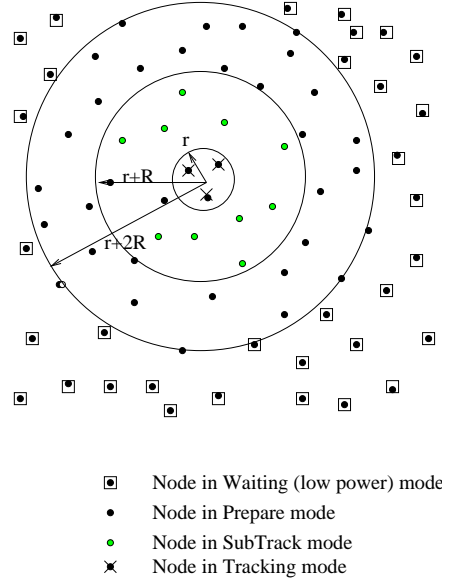 r
r+R
r+2R
Node in Waiting (low power) mode
Node in Prepare mode
Node in SubTrack mode
Node in Tracking mode